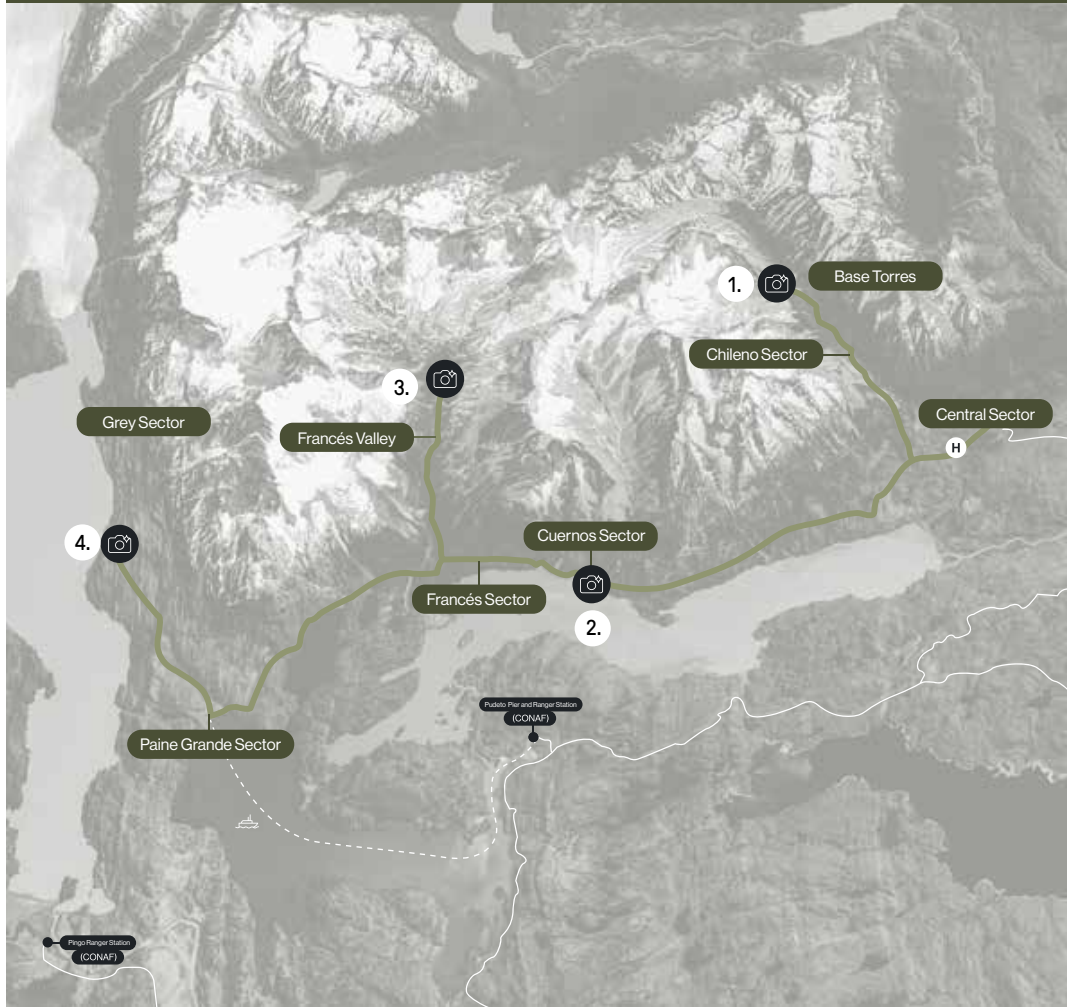 1.
Base Torres
Chileno Sector
3.
Central Sector
Grey Sector
Francés Valley
H
4.
Cuernos Sector
Francés Sector
2.
Pudeto Pier and Ranger Station
(CONAF)
Paine Grande Sector
Pingo Ranger Station
(CONAF)